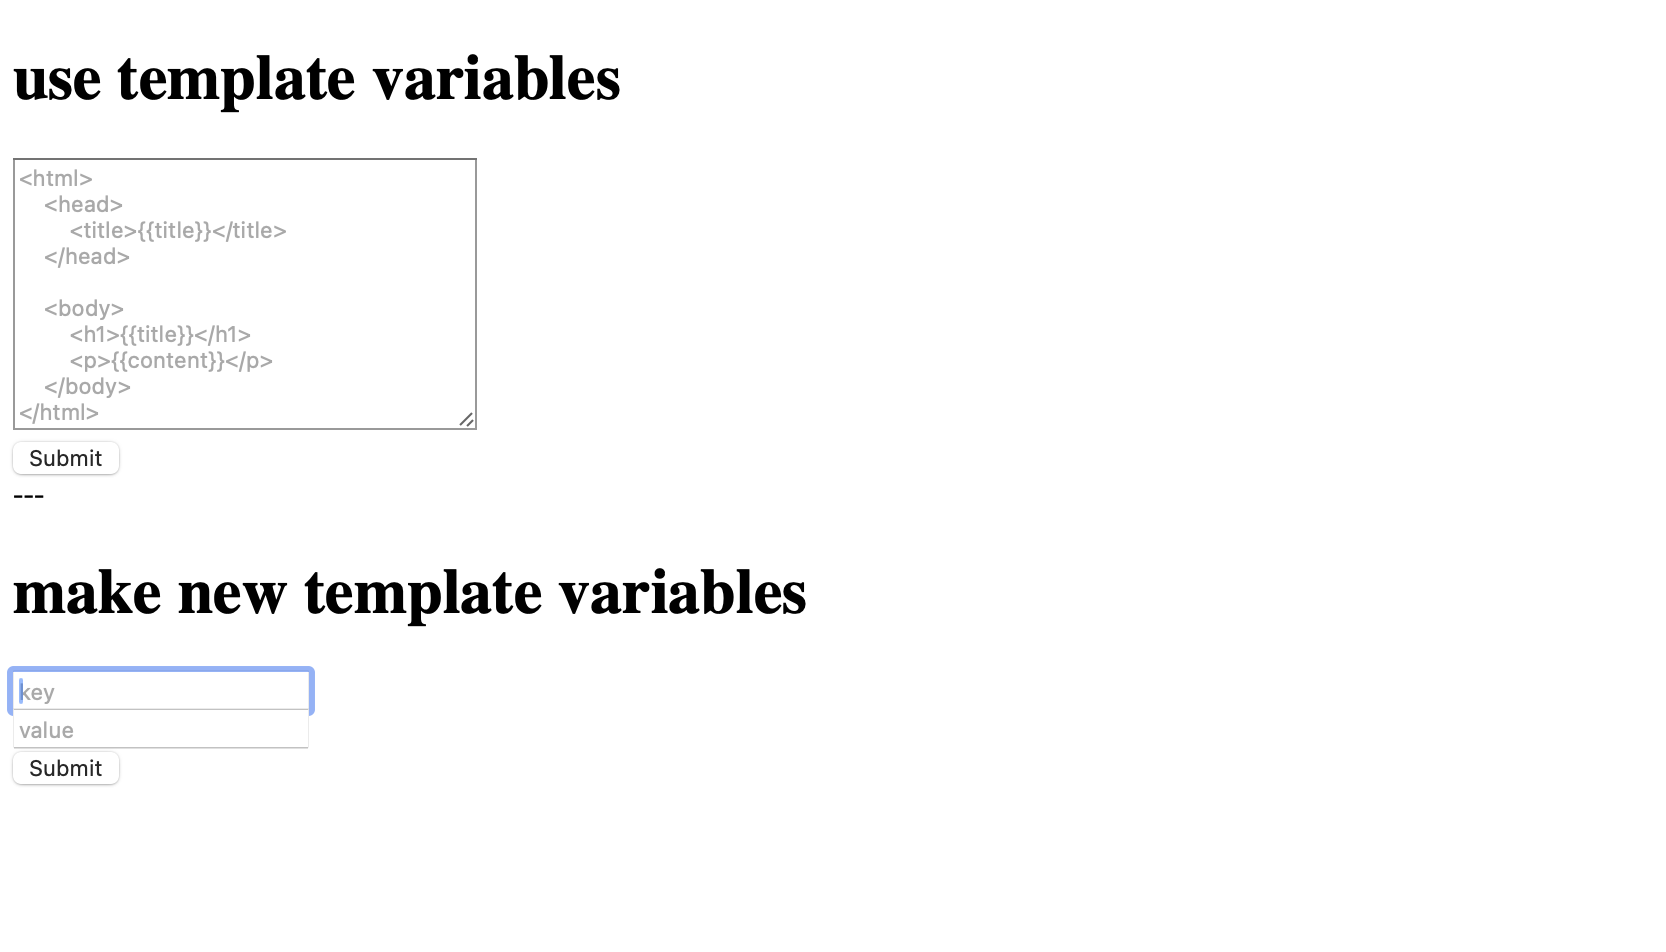 use template variables
<html>
    <head>
        <title>{{title}}</title>
    </head>

    <body>
        <h1>{{title}}</h1>
        <p>{{content}}</p>
    </body>
</html>
Submit
---
make new template variables
key
value
Submit